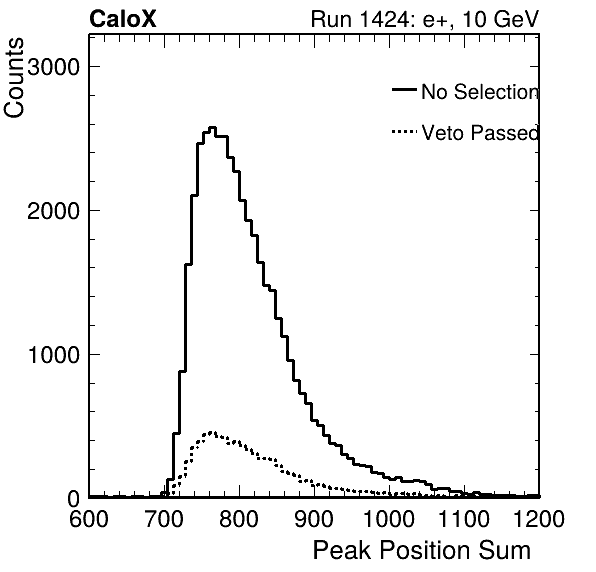 CaloX Run 1424: e+, 10 GeV
Counts
3000
No Selection
Veto Passed
2000
1000
0
600 700 800 900 1000 1100 1200
Peak Position Sum